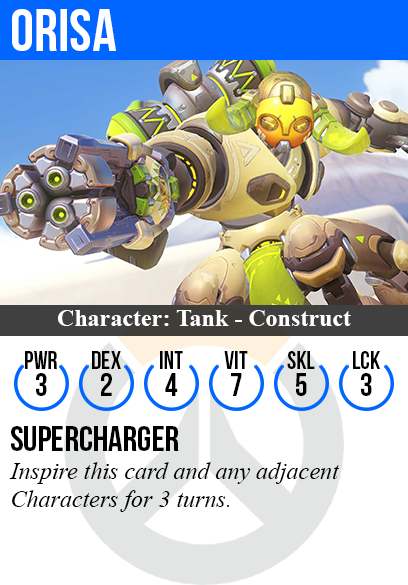 ORISA
Character: Tank - Construct
PWR DEX INT VIT SKL LCK
3 2 4 7 5 3
SUPERCHARGER
Inspire this card and any adjacent
Characters for 3 turns.